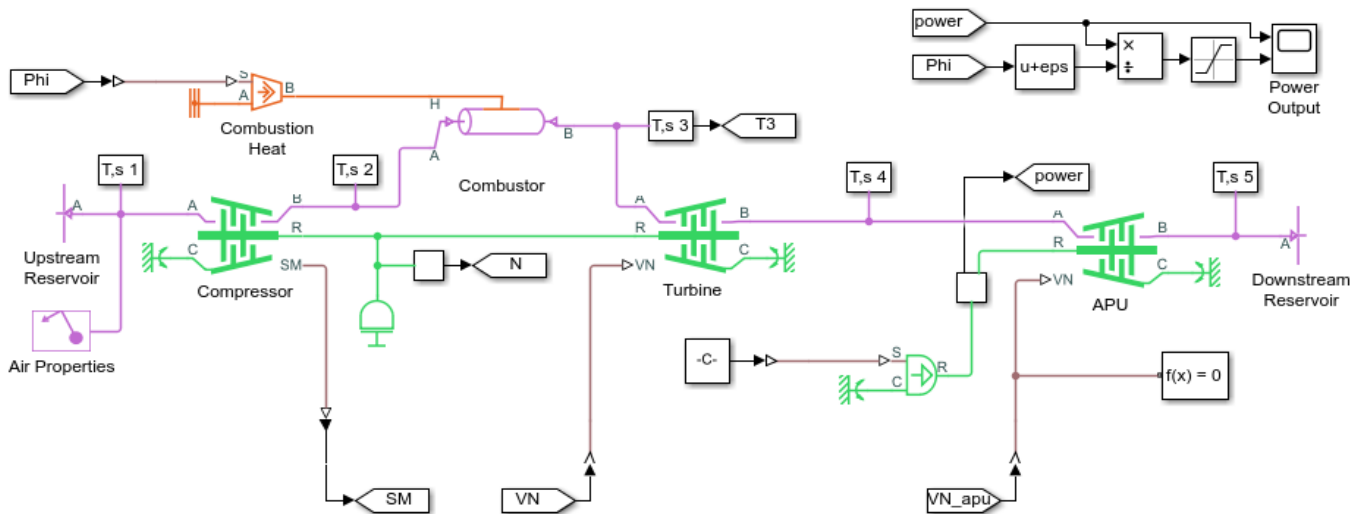 power
Phi
u+eps
×
÷
Power
Output
Phi
S
A
B
Combustion
Heat
H
A
B
Combustor
T,s 3
T3
T,s 1
T,s 2
T,s 4
power
T,s 5
A
Upstream
Reservoir
A
B
C
R
SM
Compressor
N
A
R
B
C
VN
Turbine
A
R
B
C
VN
APU
A
Downstream
Reservoir
Air Properties
-C-
S
C
R
f(x) = 0
SM
VN
VN_apu